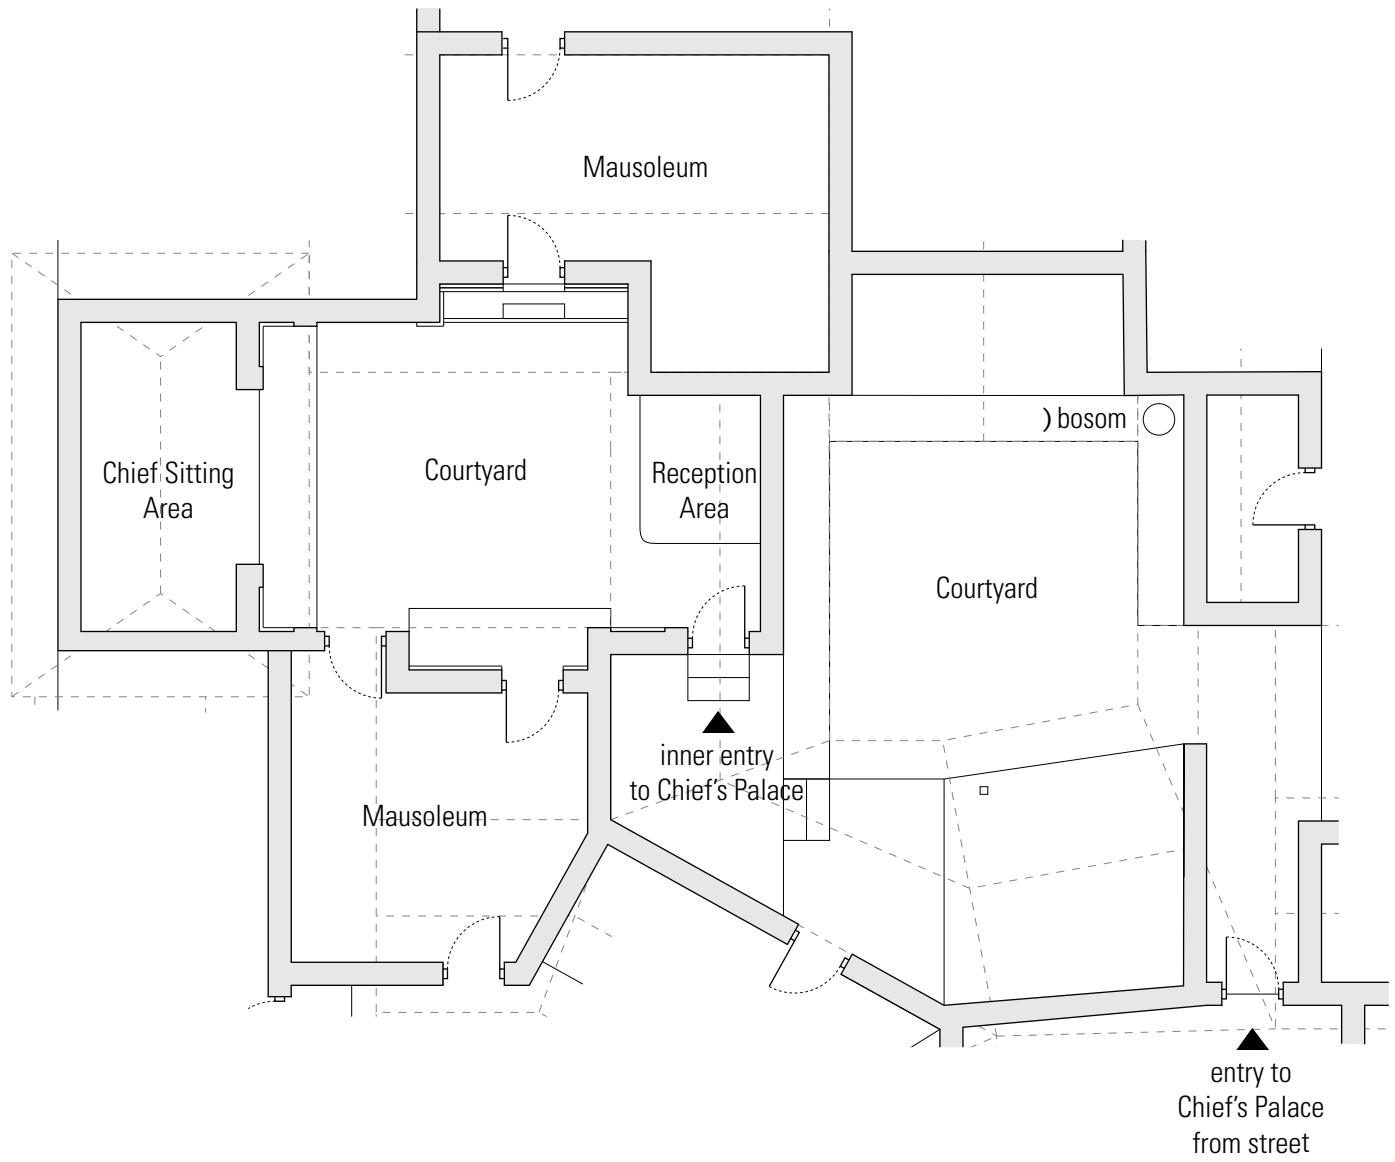 Mausoleum
)bosom
Chief Sitting
Area
Courtyard
Reception
Area
Courtyard
inner entry
to Chief's Palace
Mausoleum
entry to
Chief's Palace
from street